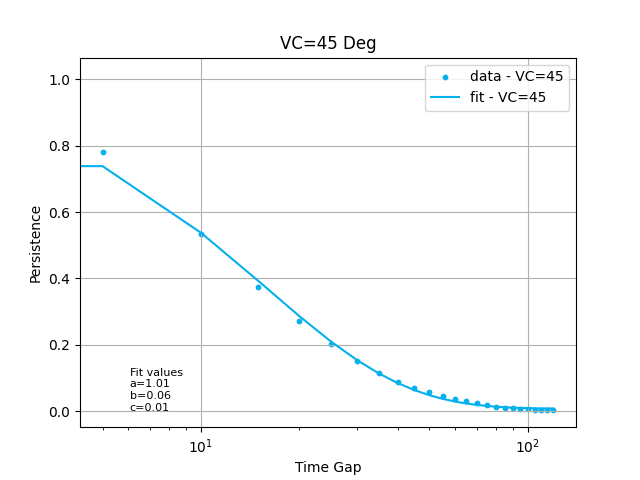 VC=45 Deg
data - VC=45
fit - VC=45
Persistence
1.0
0.8
0.6
0.4
0.2
0.0
Fit values
a=1.01
b=0.06
c=0.01
10¹
10²
Time Gap